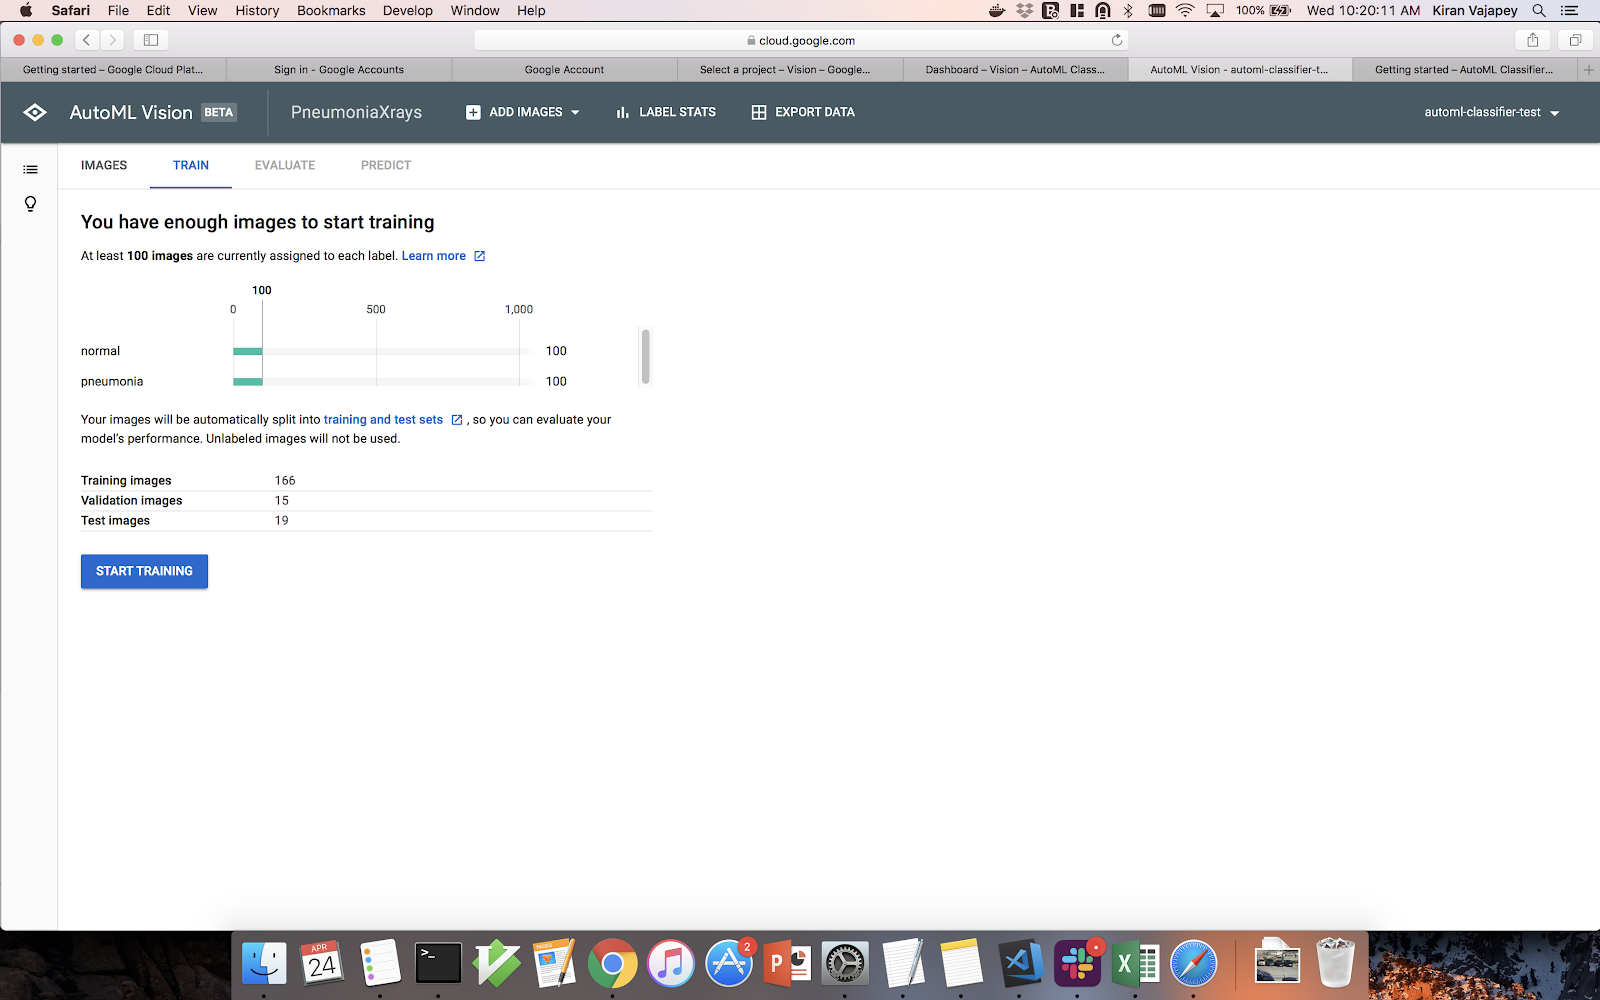 Safari File Edit View History Bookmarks Develop Window Help 100% Wed 10:20:11 AM Kiran Vajapey
cloud.google.com
Getting started – Google Cloud Plat... Sign in - Google Accounts Google Account Select a project – Vision – Google... Dashboard – Vision – AutoML Class... AutoML Vision - automl-classifier-t... Getting started – AutoML Classifier...
AutoML Vision BETA PneumoniaXrays ADD IMAGES LABEL STATS EXPORT DATA automl-classifier-test
IMAGES TRAIN EVALUATE PREDICT
You have enough images to start training
At least 100 images are currently assigned to each label. Learn more
100
0 500 1,000
normal 100
pneumonia 100
Your images will be automatically split into training and test sets , so you can evaluate your
model's performance. Unlabeled images will not be used.
Training images 166
Validation images 15
Test images 19
START TRAINING
APR
24
>_
PAGES
2
P
X